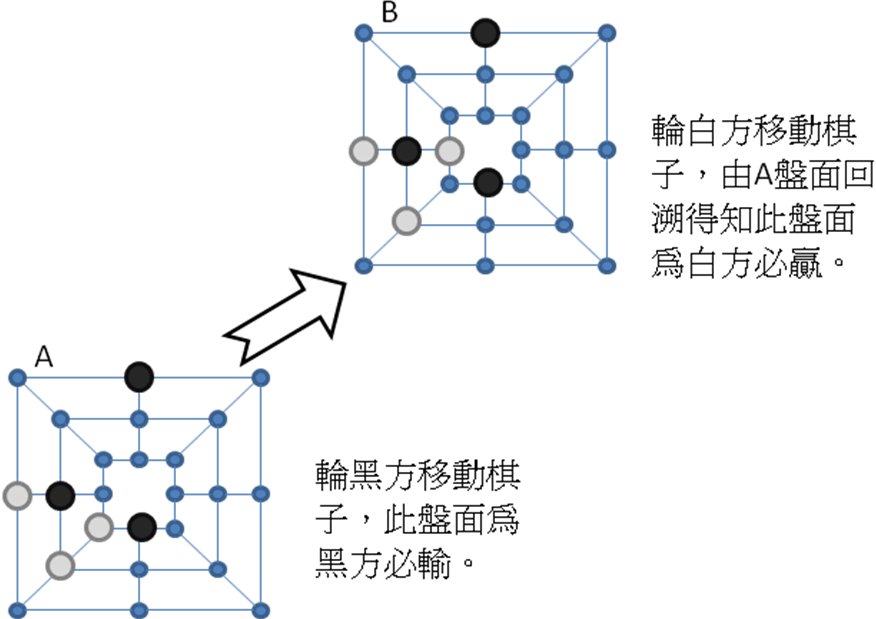 B
輪白方移動棋
子，由A盤面回
溯得知此盤面
為白方必贏。
A
輪黑方移動棋
子，此盤面為
黑方必輸。